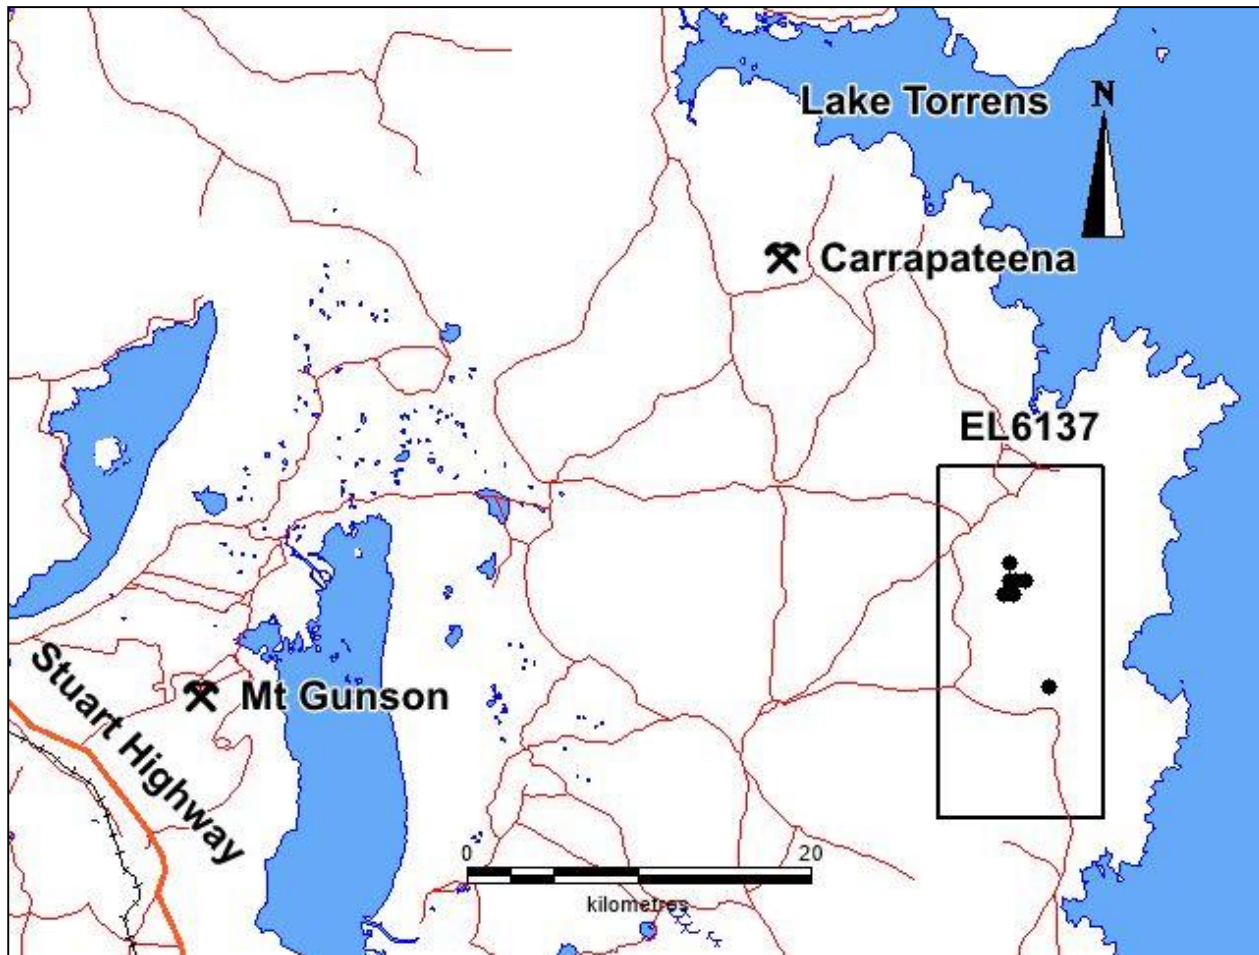 Lake Torrens
N
Carrapateena
EL6137
Stuart Highway
Mt Gunson
0 20
kilometres